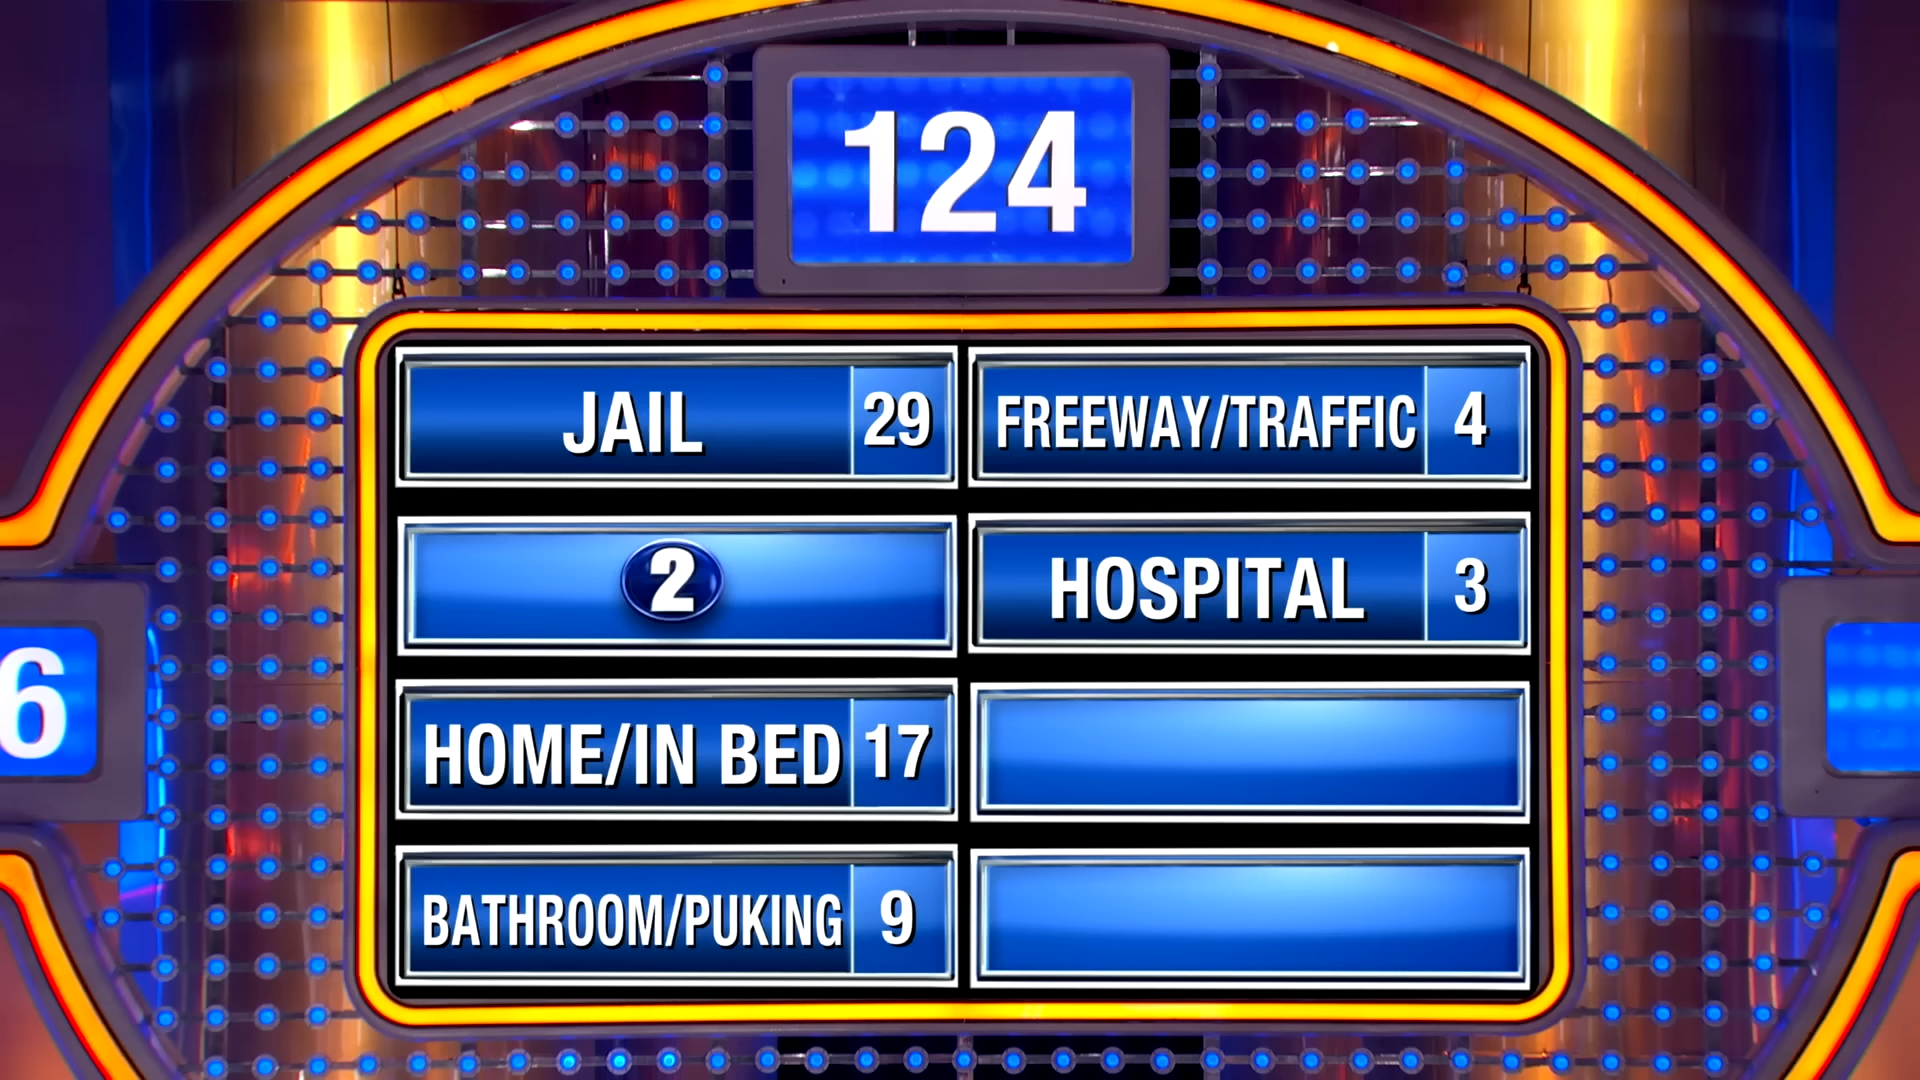 124
JAIL 29
2
HOME/IN BED 17
BATHROOM/PUKING 9
FREEWAY/TRAFFIC 4
HOSPITAL 3
6